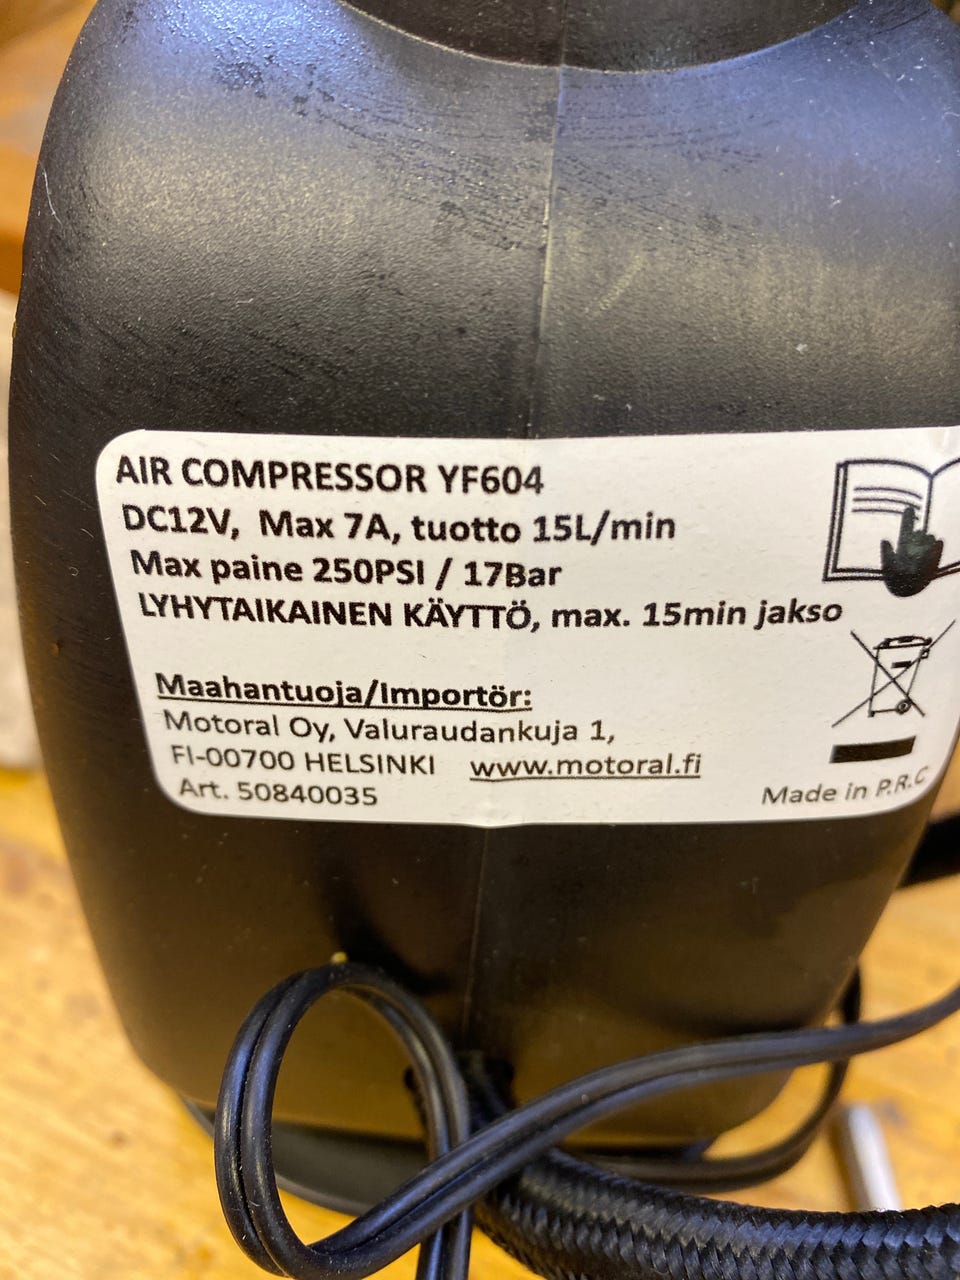 AIR COMPRESSOR YF604
DC12V, Max 7A, tuotto 15L/min
Max paine 250PSI / 17Bar
LYHYTAIKAINEN KÄYTTÖ, max. 15min jakso
Maahantuoja/Importör:
Motoral Oy, Valuraudankuja 1,
FI-00700 HELSINKI www.motoral.fi
Art. 50840035
Made in P.R.C